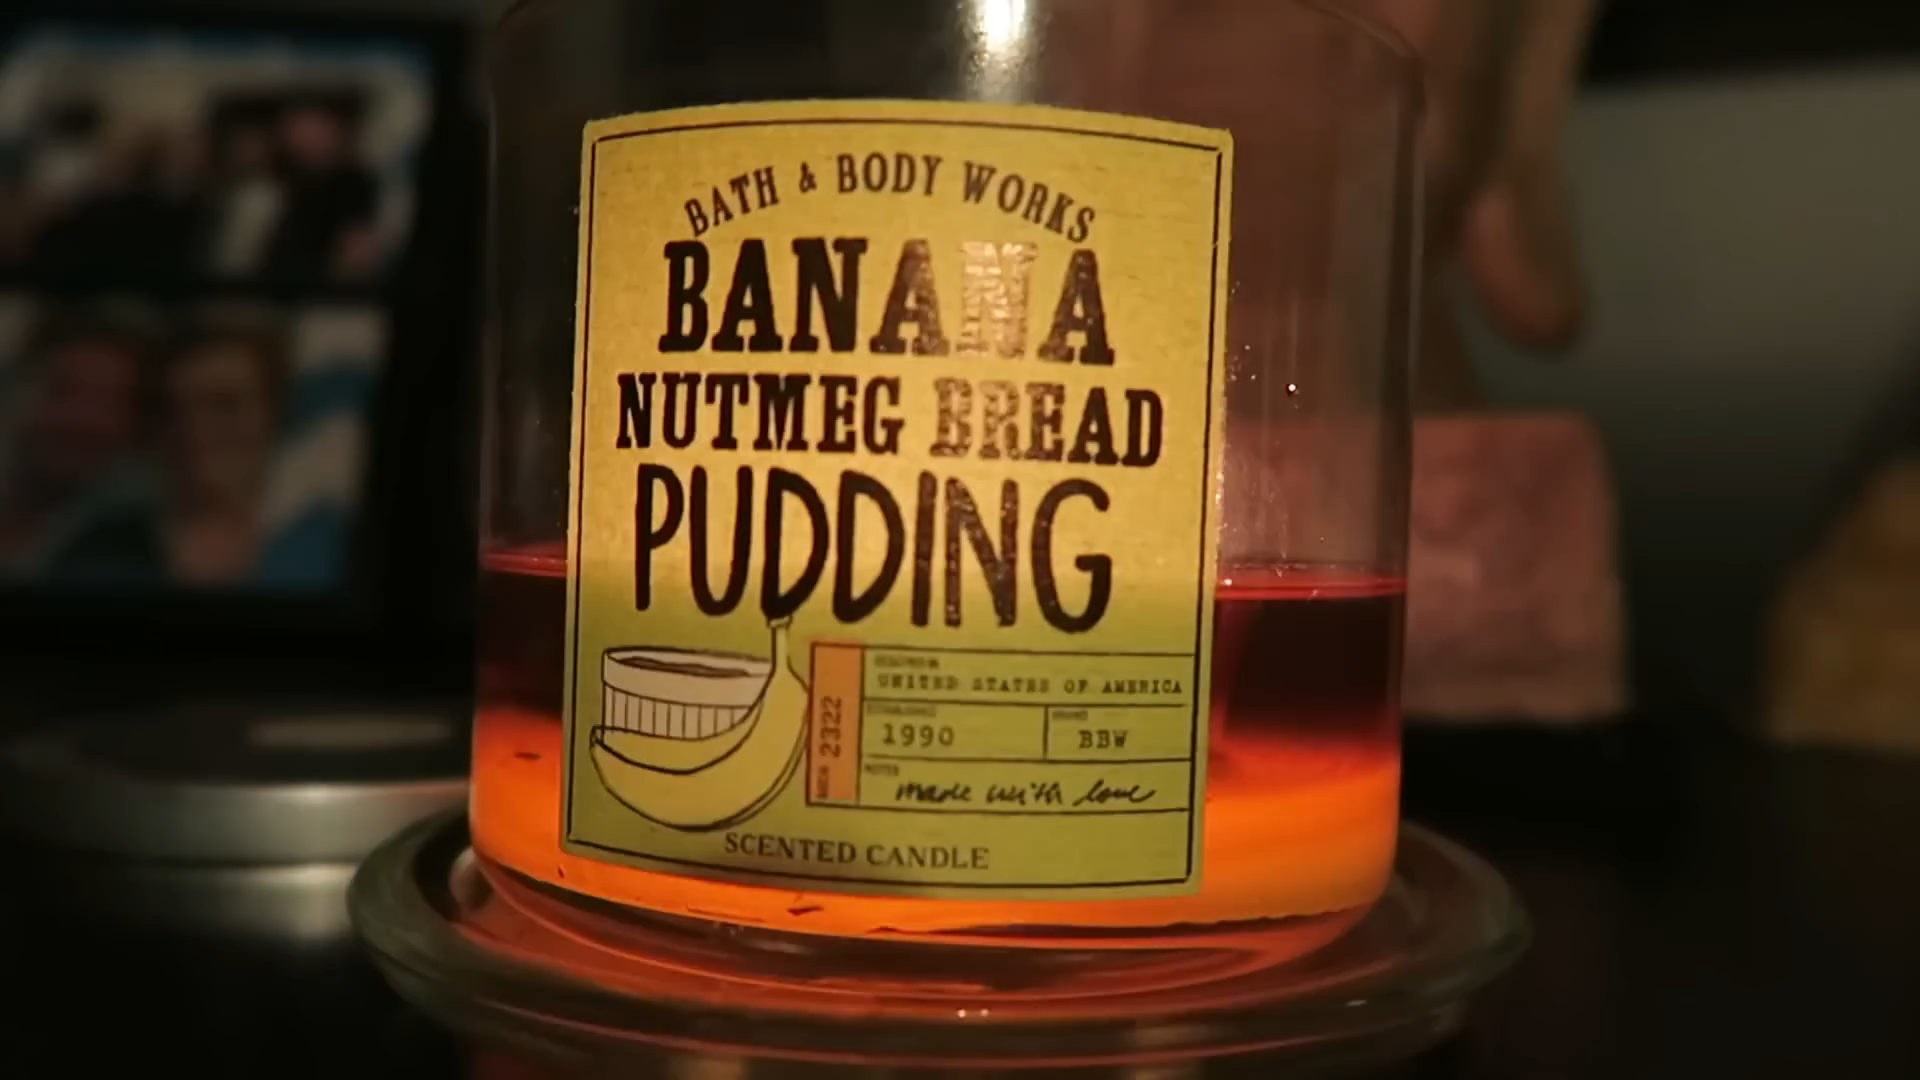 BATH & BODY WORKS
BANANA
NUTMEG BREAD
PUDDING
UNITED STATES OF AMERICA
2322
1990
BBW
NOTES
made with love
SCENTED CANDLE